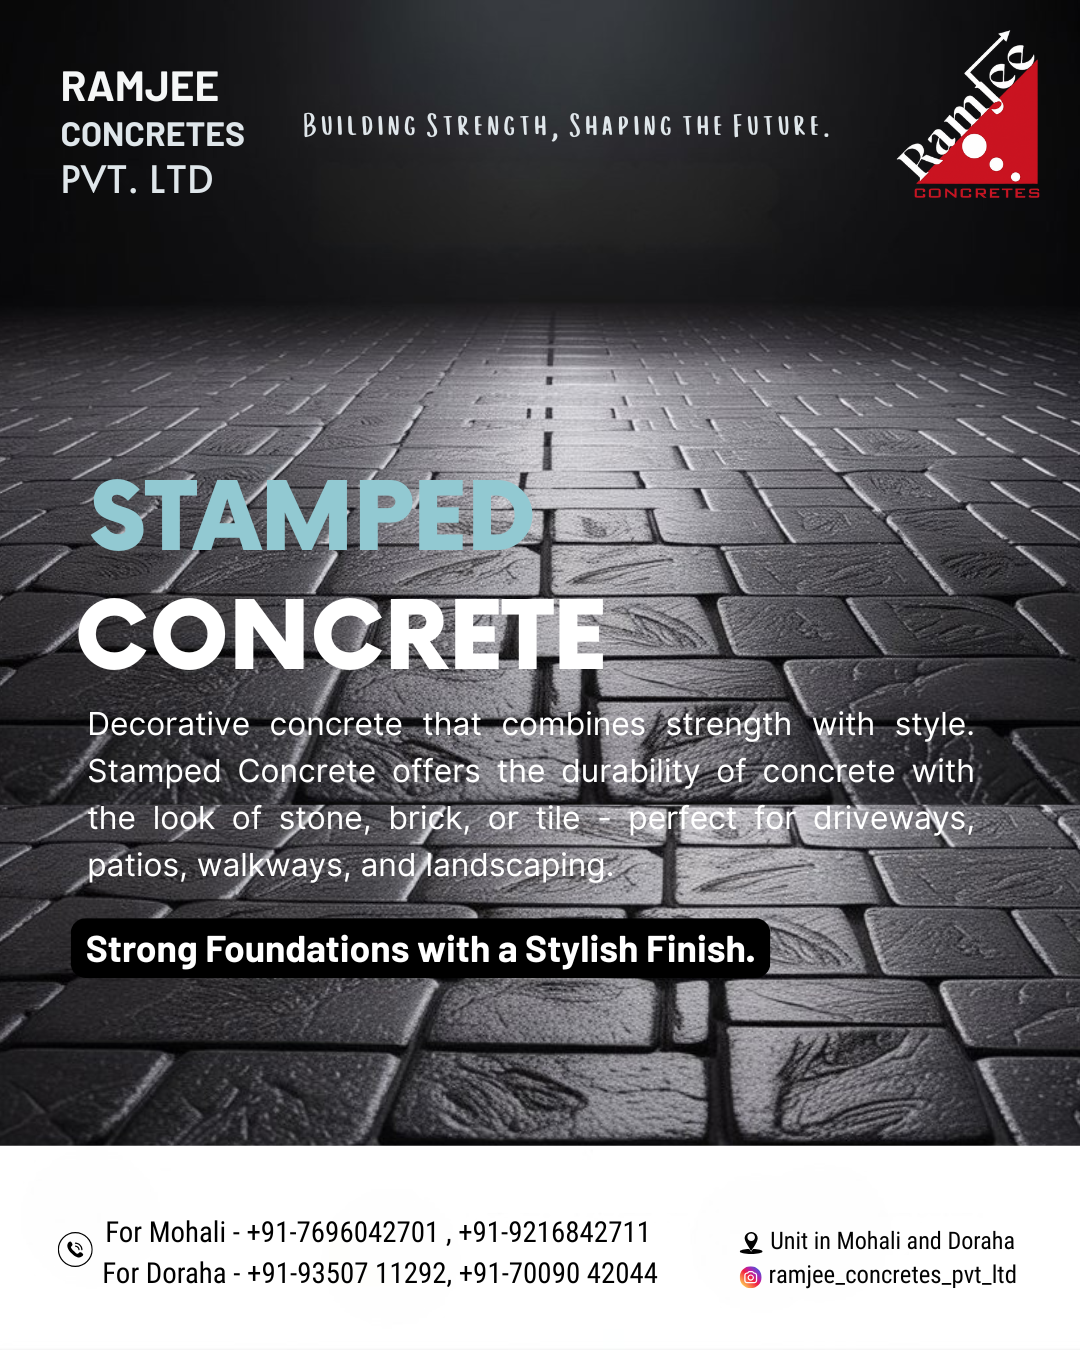 RAMJEE
CONCRETES
PVT. LTD
BUILDING STRENGTH, SHAPING THE FUTURE.
Ramjee
CONCRETES
STAMPED
CONCRETE
Decorative concrete that combines strength with style.
Stamped Concrete offers the durability of concrete with
the look of stone, brick, or tile - perfect for driveways,
patios, walkways, and landscaping.
Strong Foundations with a Stylish Finish.
For Mohali - +91-7696042701 , +91-9216842711
For Doraha - +91-93507 11292, +91-70090 42044
Unit in Mohali and Doraha
ramjee_concretes_pvt_ltd